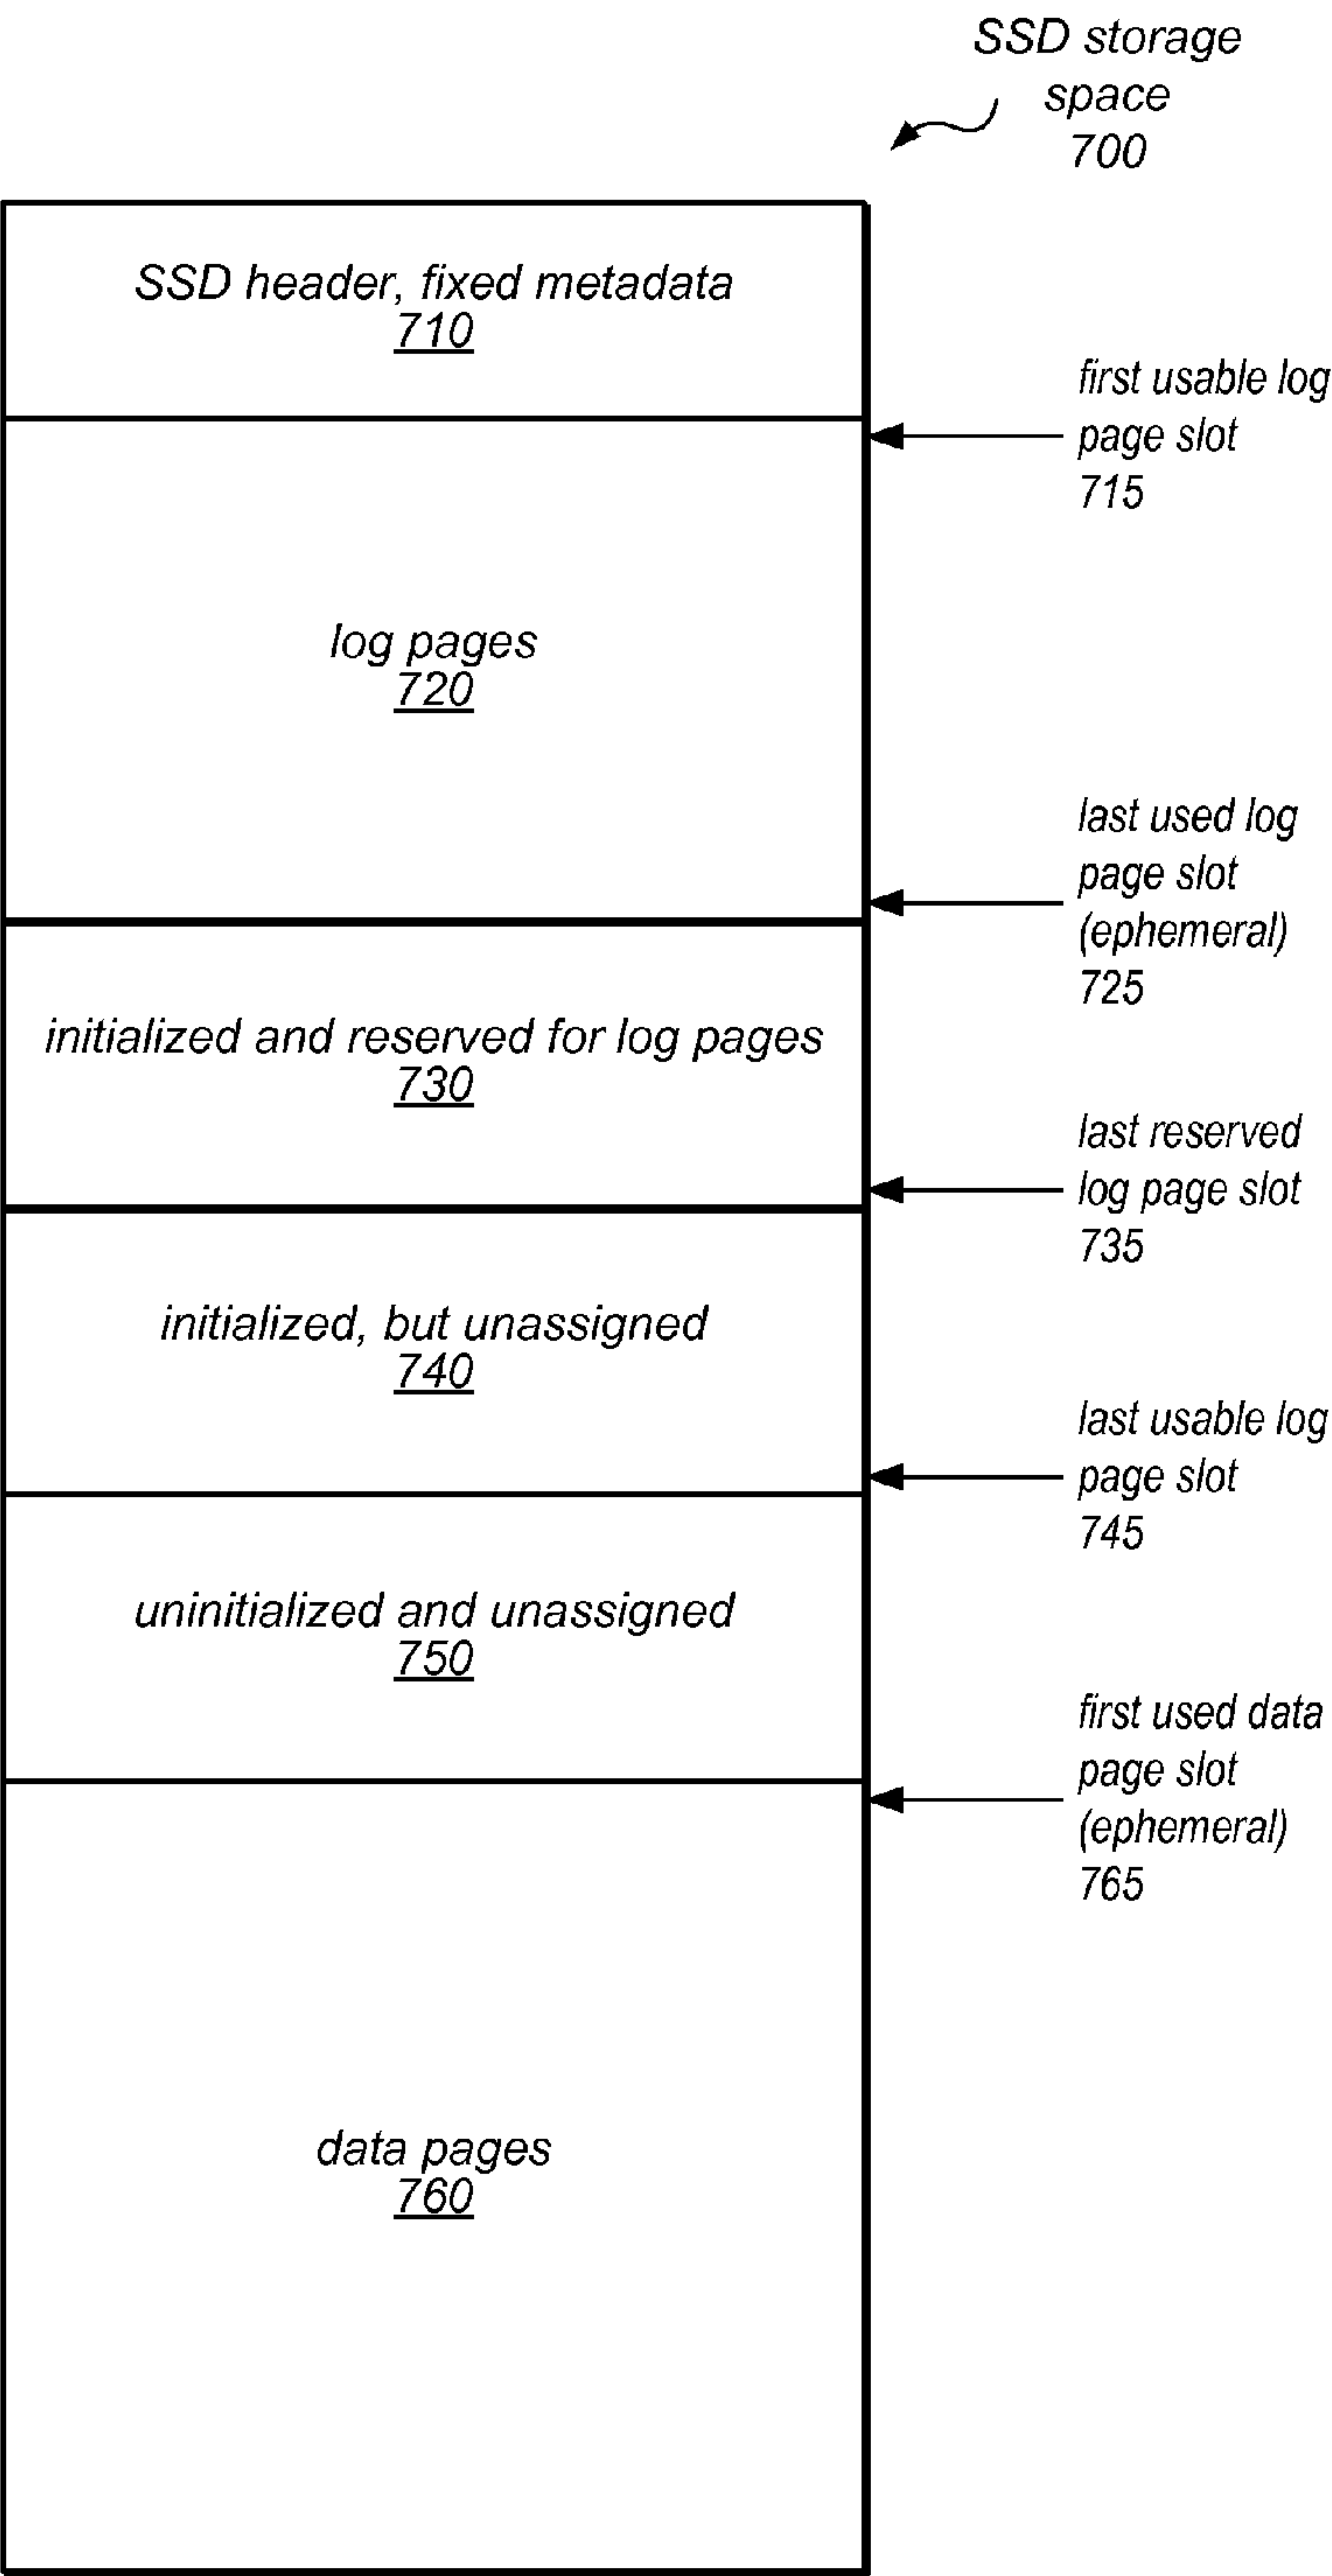 SSD storage
space
700
SSD header, fixed metadata
710
first usable log
page slot
715
log pages
720
last used log
page slot
(ephemeral)
725
initialized and reserved for log pages
730
last reserved
log page slot
735
initialized, but unassigned
740
last usable log
page slot
745
uninitialized and unassigned
750
first used data
page slot
(ephemeral)
765
data pages
760